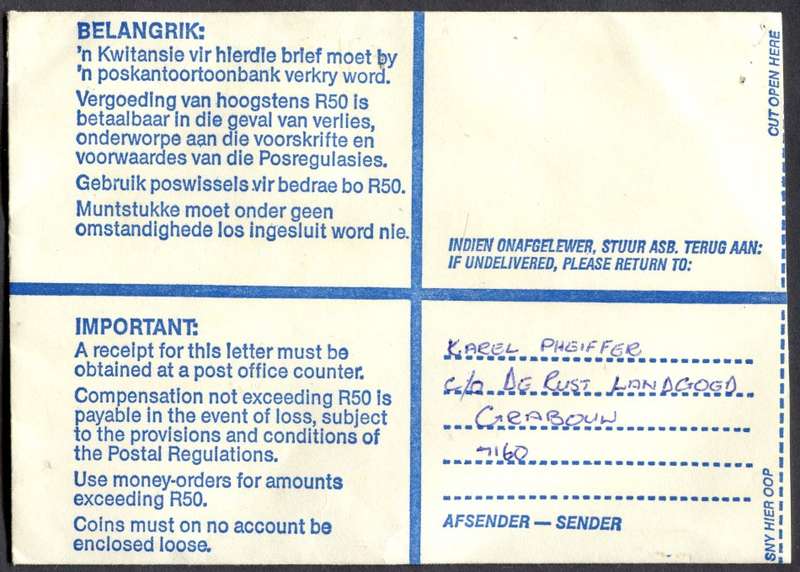 BELANGRIK:
'n Kwitansie vir hierdie brief moet by
'n poskantoortoonbank verkry word.
Vergoeding van hoogstens R50 is
betaalbaar in die geval van verlies,
onderworpe aan die voorskrifte en
voorwaardes van die Posregulasies.
Gebruik poswissels vir bedrae bo R50.
Muntstukke moet onder geen
omstandighede los ingesluit word nie.
CUT OPEN HERE
INDIEN ONAFGELEWER, STUUR ASB. TERUG AAN:
IF UNDELIVERED, PLEASE RETURN TO:
IMPORTANT:
A receipt for this letter must be
obtained at a post office counter.
Compensation not exceeding R50 is
payable in the event of loss, subject
to the provisions and conditions of
the Postal Regulations.
Use money-orders for amounts
exceeding R50.
Coins must on no account be
enclosed loose.
KAREL PHEIFFER
c/o DE RUST LANDGOED
GRABOUW
7160
AFSENDER — SENDER
SNY HIER OOP